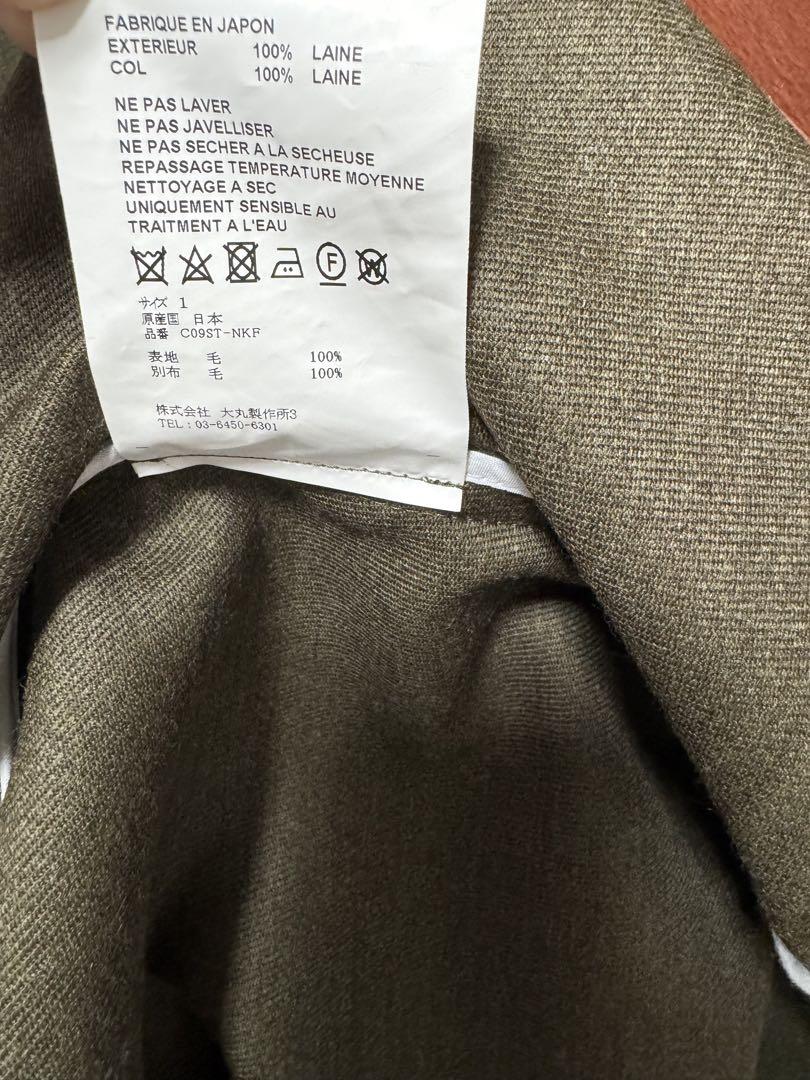 FABRIQUE EN JAPON
EXTERIEUR 100% LAINE
COL 100% LAINE
NE PAS LAVER
NE PAS JAVELLISER
NE PAS SECHER A LA SECHEUSE
REPASSAGE TEMPERATURE MOYENNE
NETTOYAGE A SEC
UNIQUEMENT SENSIBLE AU
TRAITMENT A L'EAU
F W
サイズ 1
原産国 日本
品番 C09ST-NKF
表地 毛 100%
別布 毛 100%
株式会社 大丸製作所3
TEL:03-6450-6301